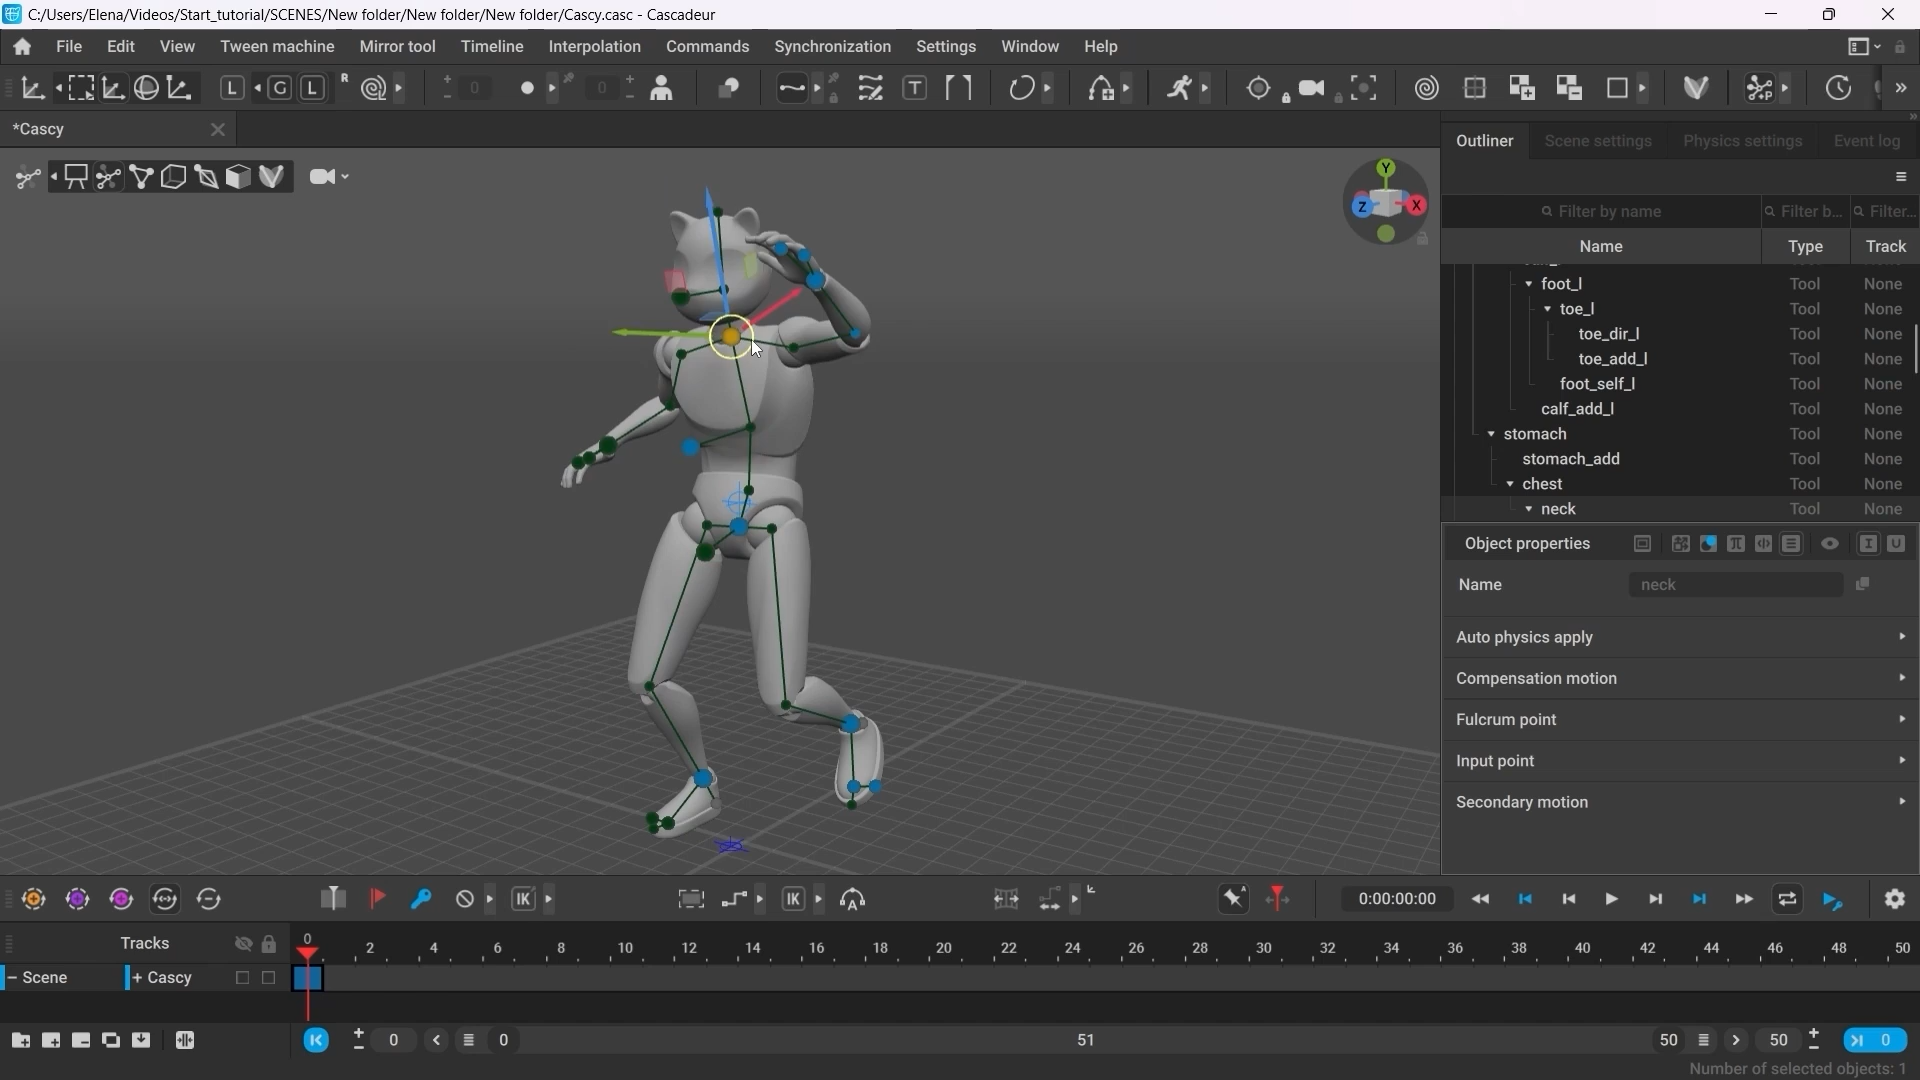 C:/Users/Elena/Videos/Start_tutorial/SCENES/New folder/New folder/New folder/Cascy.casc - Cascadeur
File Edit View Tween machine Mirror tool Timeline Interpolation Commands Synchronization Settings Window Help
L G L R 0 0 T P
*Cascy
Outliner Scene settings Physics settings Event log
Y
Z X
Filter by name Filter b... Filter...
Name Type Track
foot_l Tool None
toe_l Tool None
toe_dir_l Tool None
toe_add_l Tool None
foot_self_l Tool None
calf_add_l Tool None
stomach Tool None
stomach_add Tool None
chest Tool None
neck Tool None
Object properties
Name neck
Auto physics apply
Compensation motion
Fulcrum point
Input point
Secondary motion
IK IK A 0:00:00:00
Tracks 0 2 4 6 8 10 12 14 16 18 20 22 24 26 28 30 32 34 36 38 40 42 44 46 48 50
- Scene + Cascy
0 0 51 50 50 0
Number of selected objects: 1